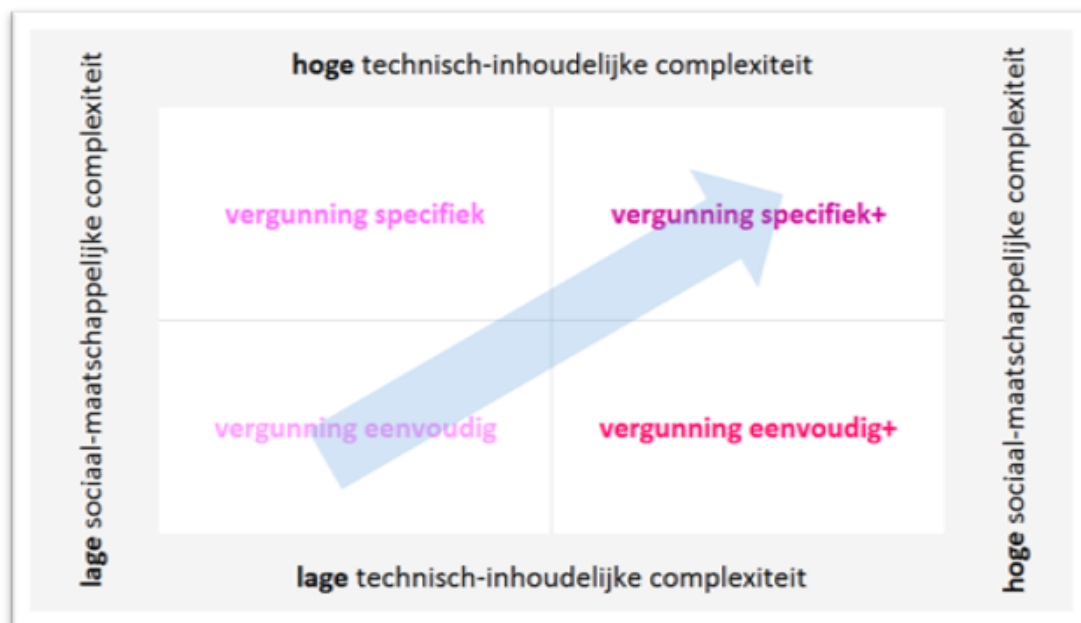 hoge technisch-inhoudelijke complexiteit
lage sociaal-maatschappelijke complexiteit
vergunning specifiek
vergunning specifiek+
hoge sociaal-maatschappelijke complexiteit
vergunning eenvoudig
vergunning eenvoudig+
lage technisch-inhoudelijke complexiteit